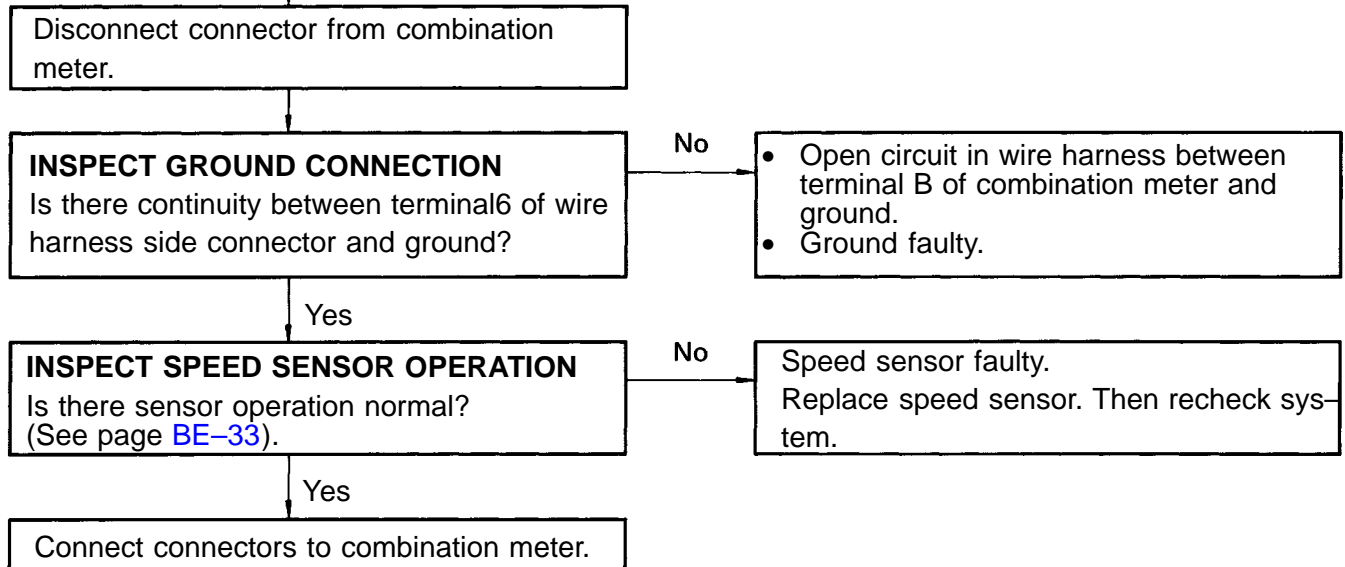 Disconnect connector from combination
meter.
INSPECT GROUND CONNECTION
Is there continuity between terminal6 of wire
harness side connector and ground?
No
• Open circuit in wire harness between
terminal B of combination meter and
ground.
• Ground faulty.
Yes
INSPECT SPEED SENSOR OPERATION
Is there sensor operation normal?
(See page BE–33).
No
Speed sensor faulty.
Replace speed sensor. Then recheck sys–
tem.
Yes
Connect connectors to combination meter.